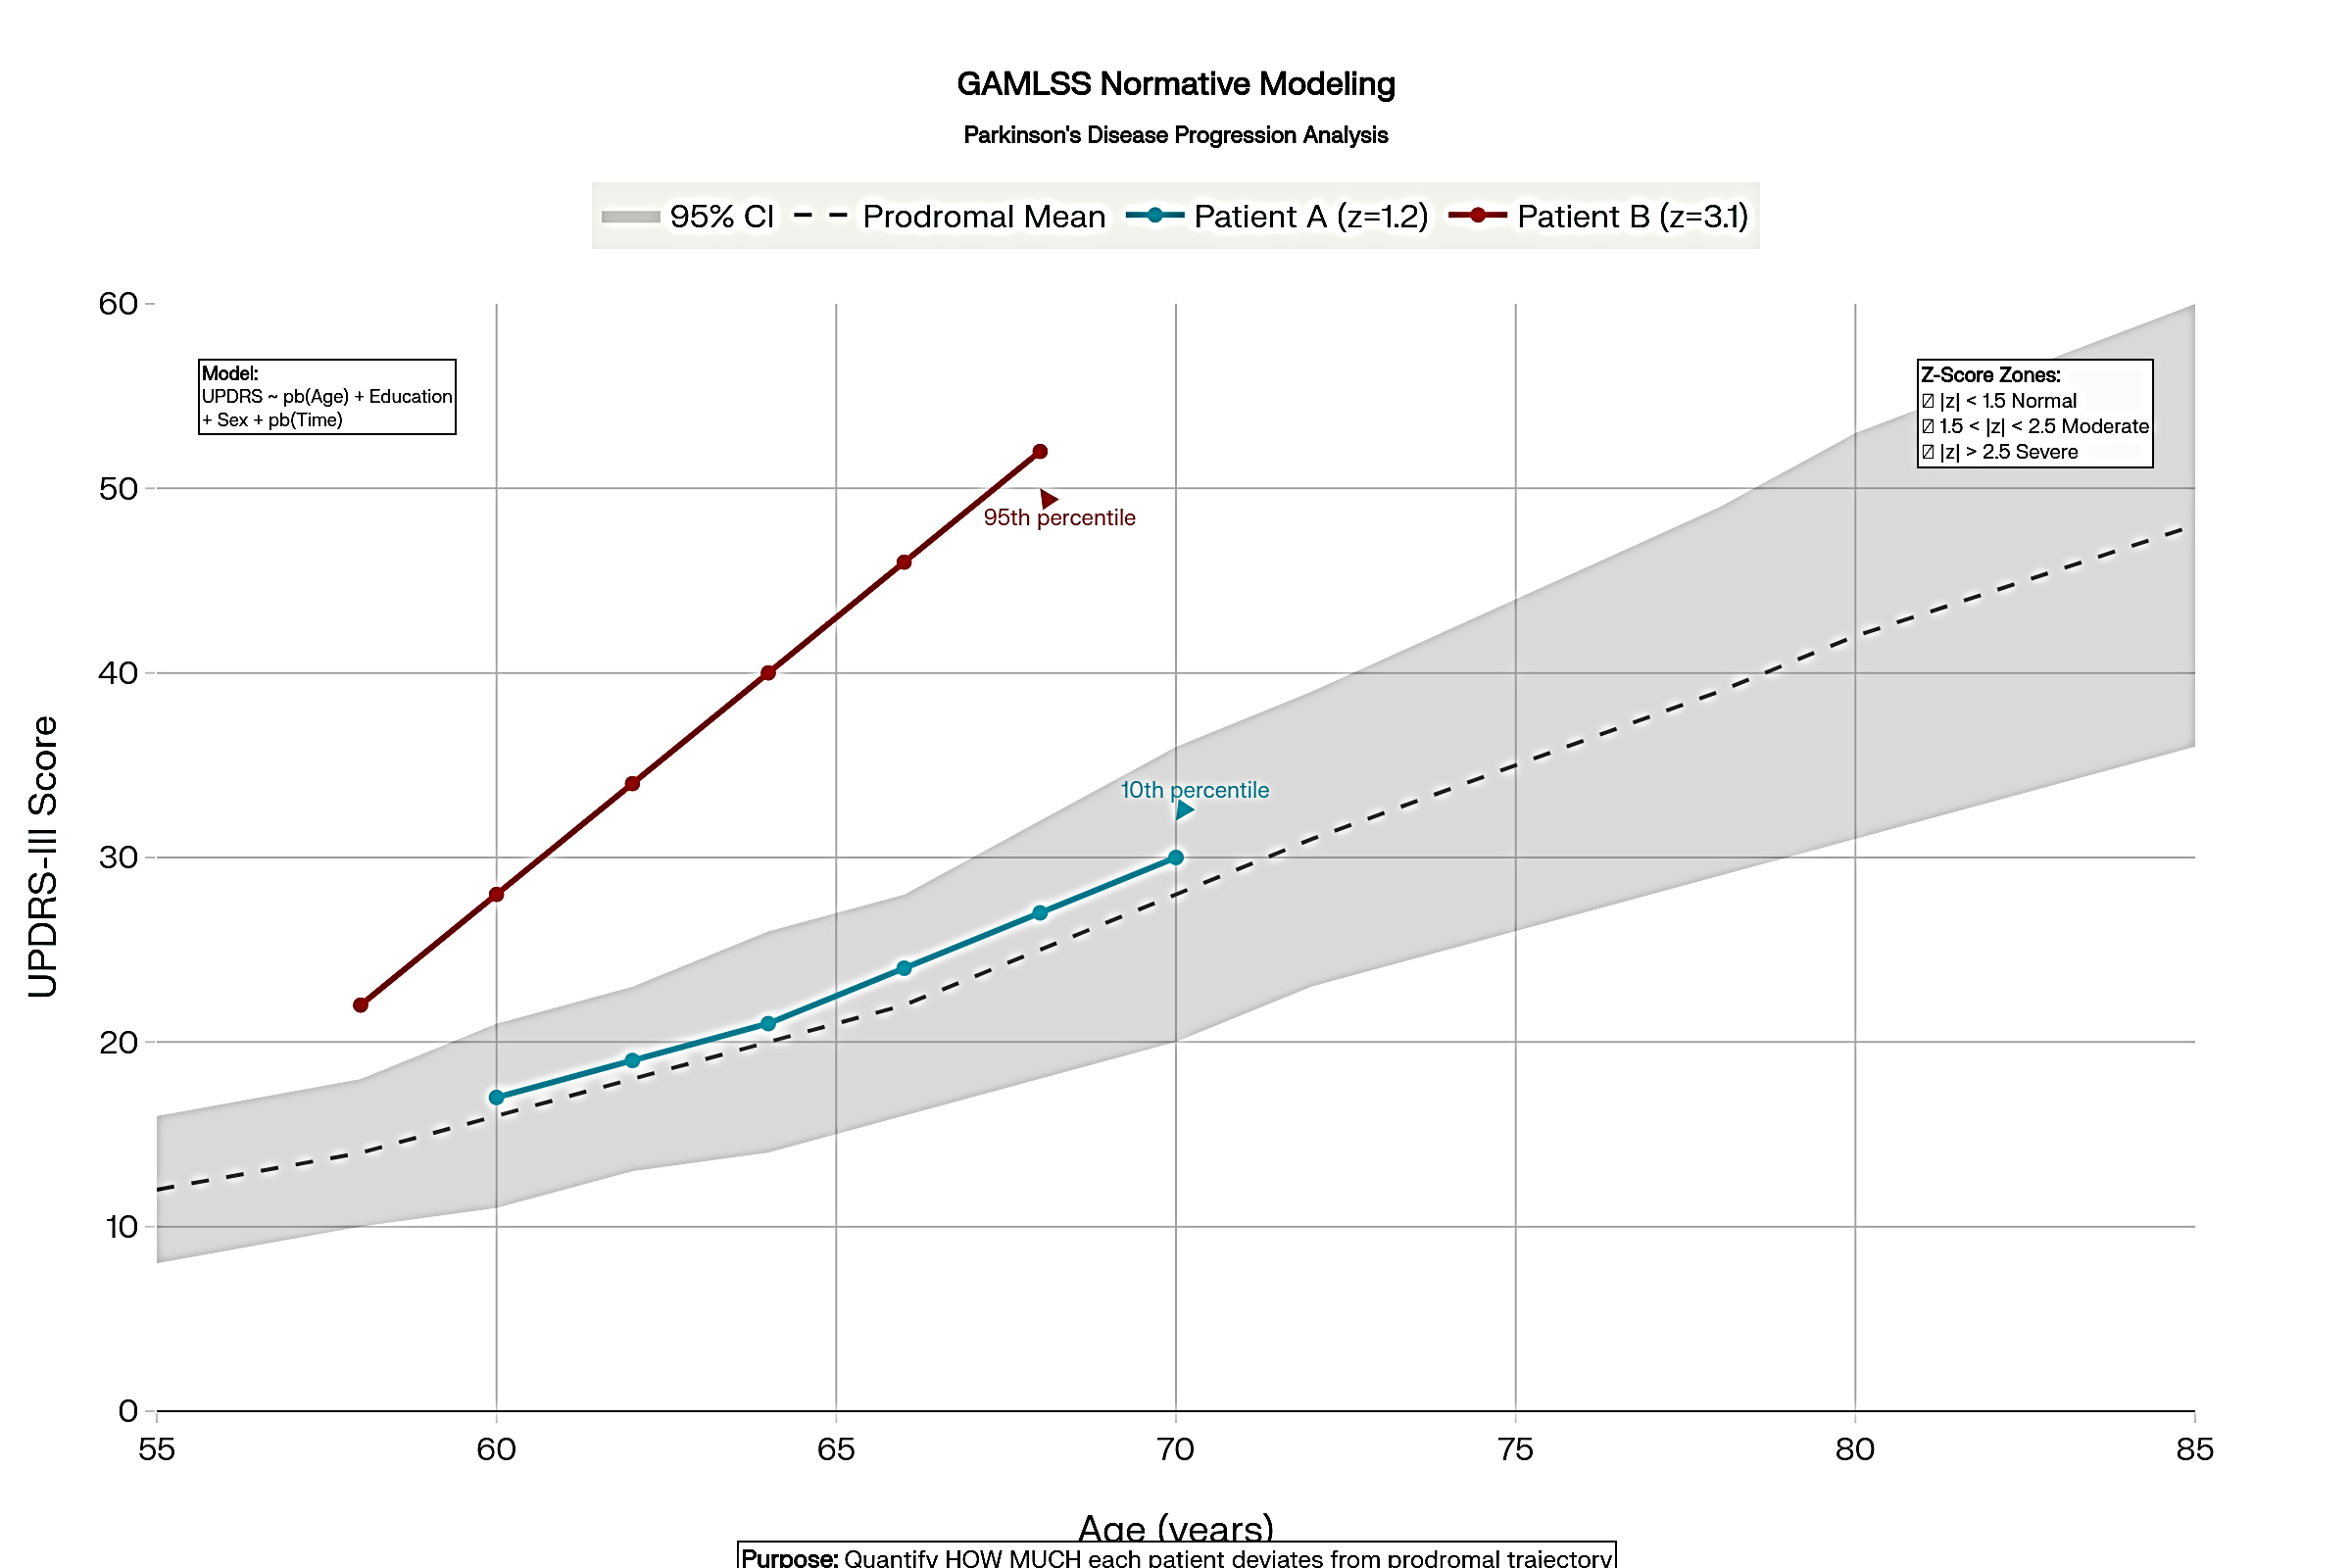 GAMLSS Normative Modeling
Parkinson's Disease Progression Analysis
95% CI
Prodromal Mean
Patient A (z=1.2)
Patient B (z=3.1)
60
50
40
30
20
10
0
UPDRS-III Score
Model:
UPDRS ~ pb(Age) + Education
+ Sex + pb(Time)
Z-Score Zones:
|z| < 1.5 Normal
1.5 < |z| < 2.5 Moderate
|z| > 2.5 Severe
95th percentile
10th percentile
55
60
65
70
75
80
85
Age (years)
Purpose: Quantify HOW MUCH each patient deviates from prodromal trajectory